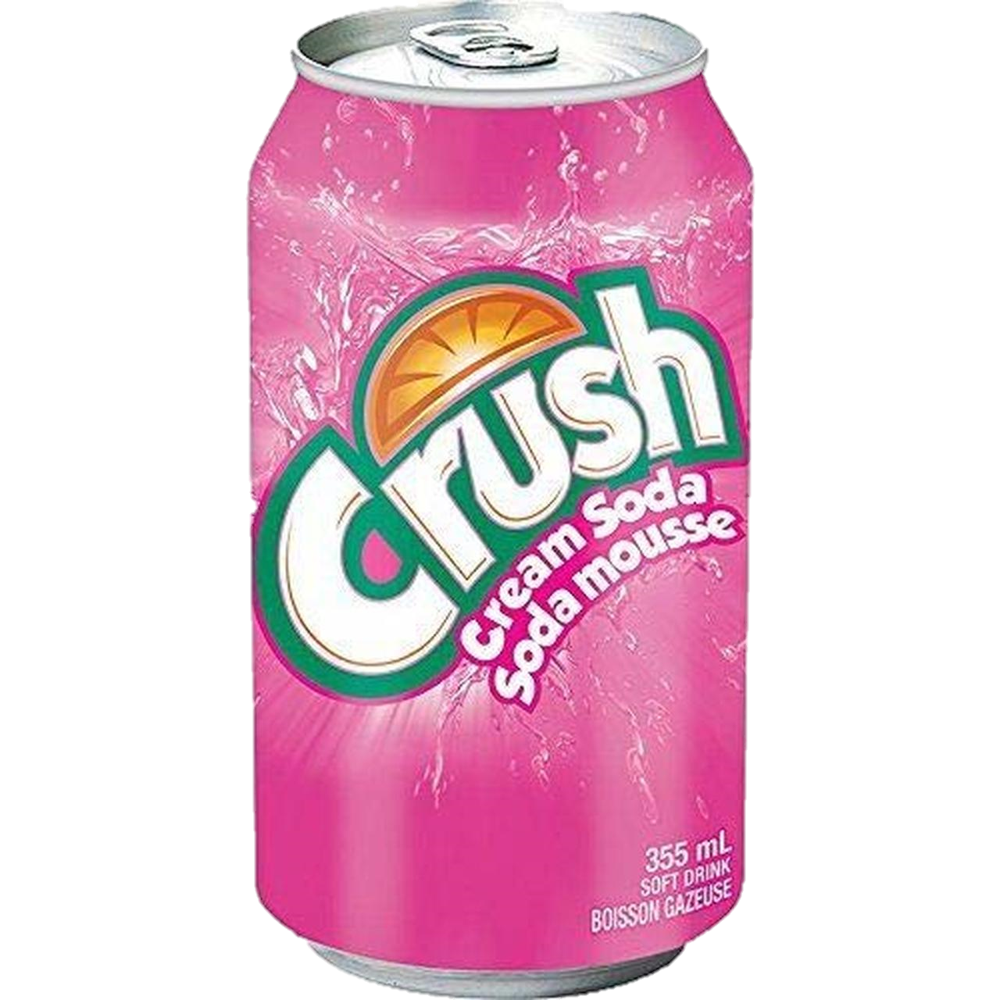 Crush
Cream Soda
Soda mousse
355 mL
SOFT DRINK
BOISSON GAZEUSE